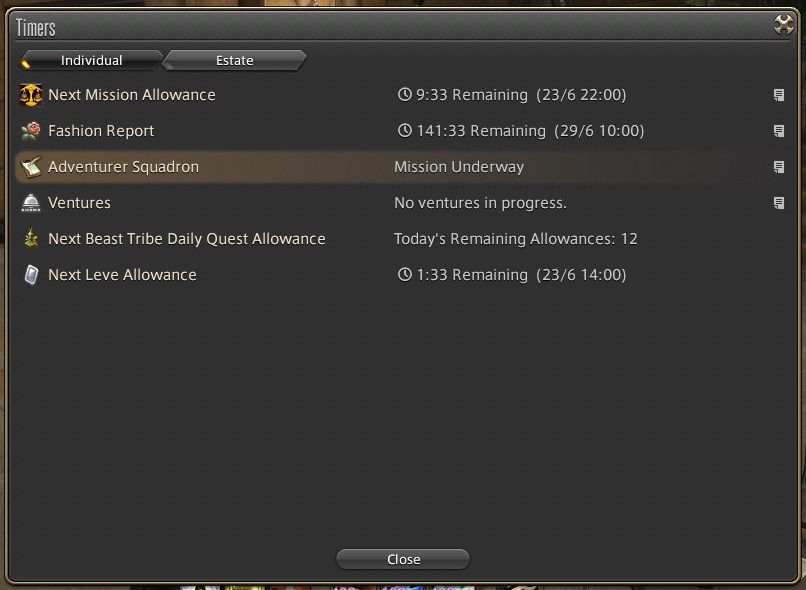 Timers
Individual Estate
Next Mission Allowance 9:33 Remaining (23/6 22:00)
Fashion Report 141:33 Remaining (29/6 10:00)
Adventurer Squadron Mission Underway
Ventures No ventures in progress.
Next Beast Tribe Daily Quest Allowance Today's Remaining Allowances: 12
Next Leve Allowance 1:33 Remaining (23/6 14:00)
Close